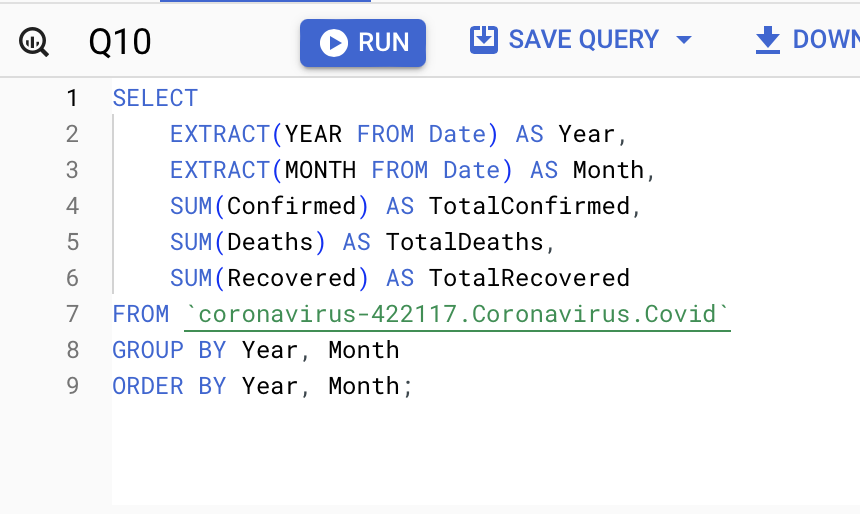 Q10 RUN SAVE QUERY DOWN
1 SELECT
2 EXTRACT(YEAR FROM Date) AS Year,
3 EXTRACT(MONTH FROM Date) AS Month,
4 SUM(Confirmed) AS TotalConfirmed,
5 SUM(Deaths) AS TotalDeaths,
6 SUM(Recovered) AS TotalRecovered
7 FROM `coronavirus-422117.Coronavirus.Covid`
8 GROUP BY Year, Month
9 ORDER BY Year, Month;